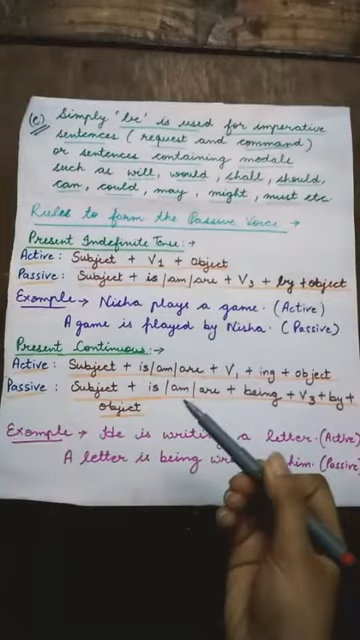 (c) Simply 'be' is used for imperative
sentences (request and command)
or sentences containing modals
such as will, would, shall, should,
can, could, may, might, must etc
Rules to form the Passive Voice →
Present Indefinite Tense :→
Active : Subject + V1 + object
Passive : Subject + is/am/are + V3 + by + object
Example → Nisha plays a game. (Active)
A game is played by Nisha. (Passive)
Present Continuous :→
Active : Subject + is/am/are + V1 + ing + object
Passive : Subject + is/am/are + being + V3 + by +
object
Example → He is writing a letter. (Active)
A letter is being him. (Passive)